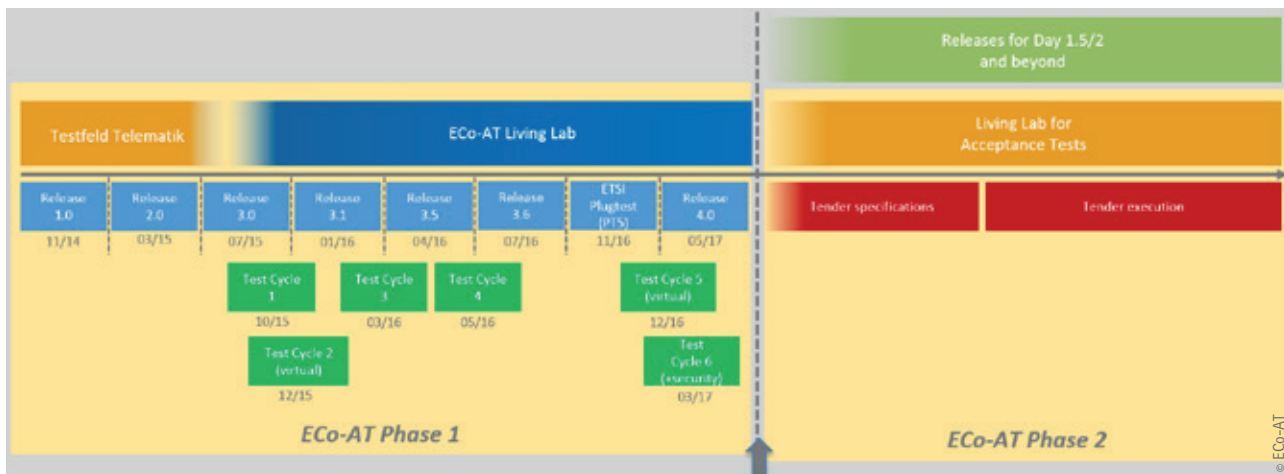 Releases for Day 1.5/2
and beyond
Testfeld Telematik
ECo-AT Living Lab
Living Lab for
Acceptance Tests
Release
1.0
Release
2.0
Release
3.0
Release
3.1
Release
3.5
Release
3.6
ETSI
Plugtest
(PTS)
Release
4.0
Tender specifications
Tender execution
11/14
03/15
07/15
01/16
04/16
07/16
11/16
05/17
Test Cycle
1
Test Cycle
3
Test Cycle
4
Test Cycle 5
(virtual)
10/15
03/16
05/16
12/16
Test Cycle 2
(virtual)
Test
Cycle 6
(+security)
12/15
03/17
ECo-AT Phase 1
ECo-AT Phase 2
© ECo-AT